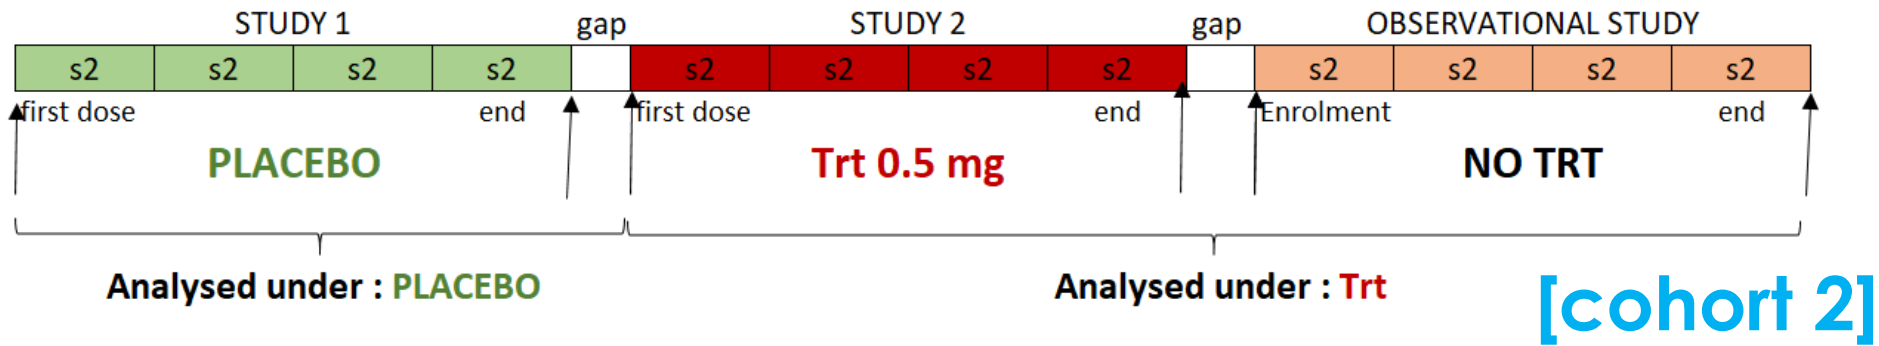 STUDY 1 gap STUDY 2 gap OBSERVATIONAL STUDY
s2 s2 s2 s2 s2 s2 s2 s2 s2 s2 s2 s2
first dose end first dose end Enrolment end
PLACEBO Trt 0.5 mg NO TRT
Analysed under : PLACEBO Analysed under : Trt
[cohort 2]